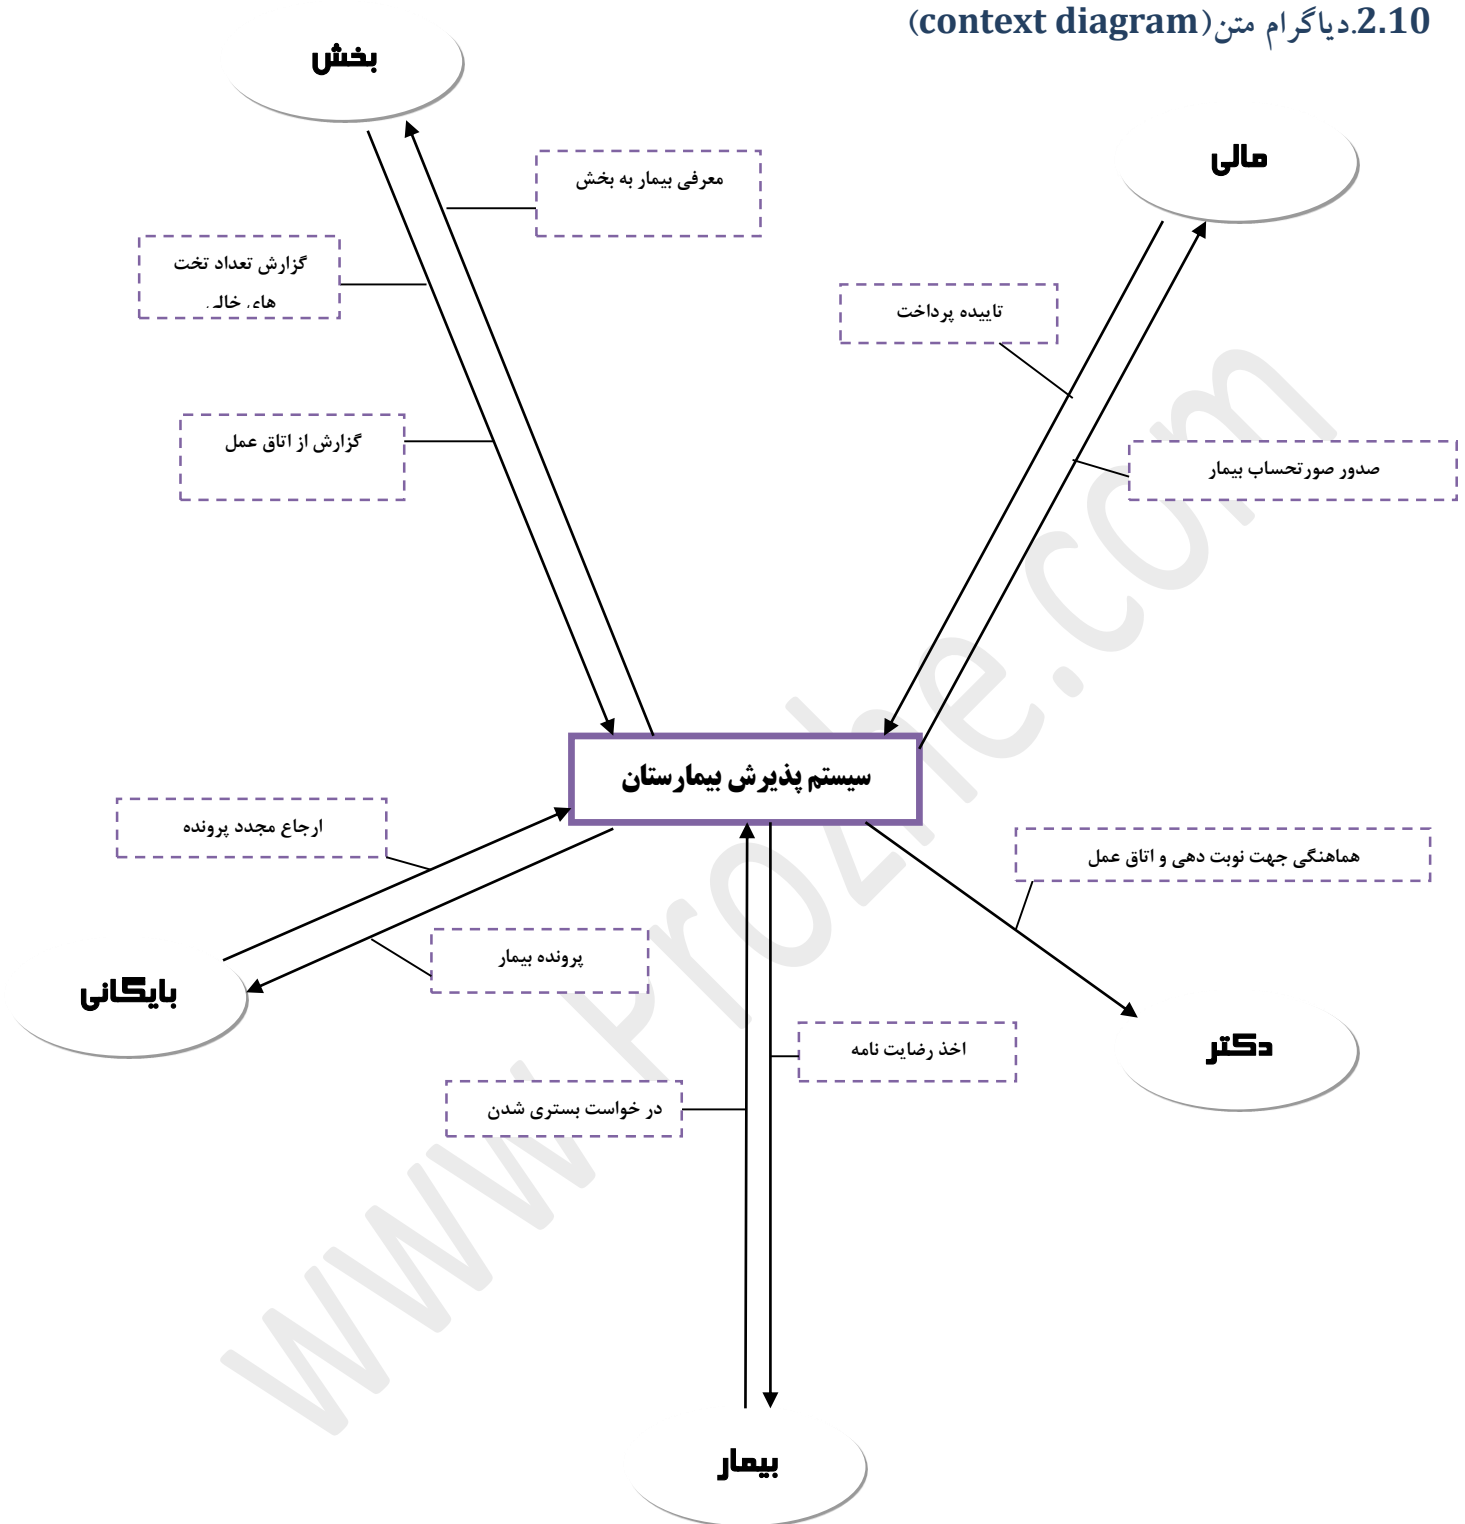 2.10.دیاگرام متن(context diagram)
بخش
مالی
معرفی بیمار به بخش
گزارش تعداد تخت
های خالی
تاییده پرداخت
گزارش از اتاق عمل
صدور صورتحساب بیمار
سیستم پذیرش بیمارستان
ارجاع مجدد پرونده
هماهنگی جهت نوبت دهی و اتاق عمل
پرونده بیمار
بایگانی
اخذ رضایت نامه
دکتر
در خواست بستری شدن
بیمار
www.Prozhe.com